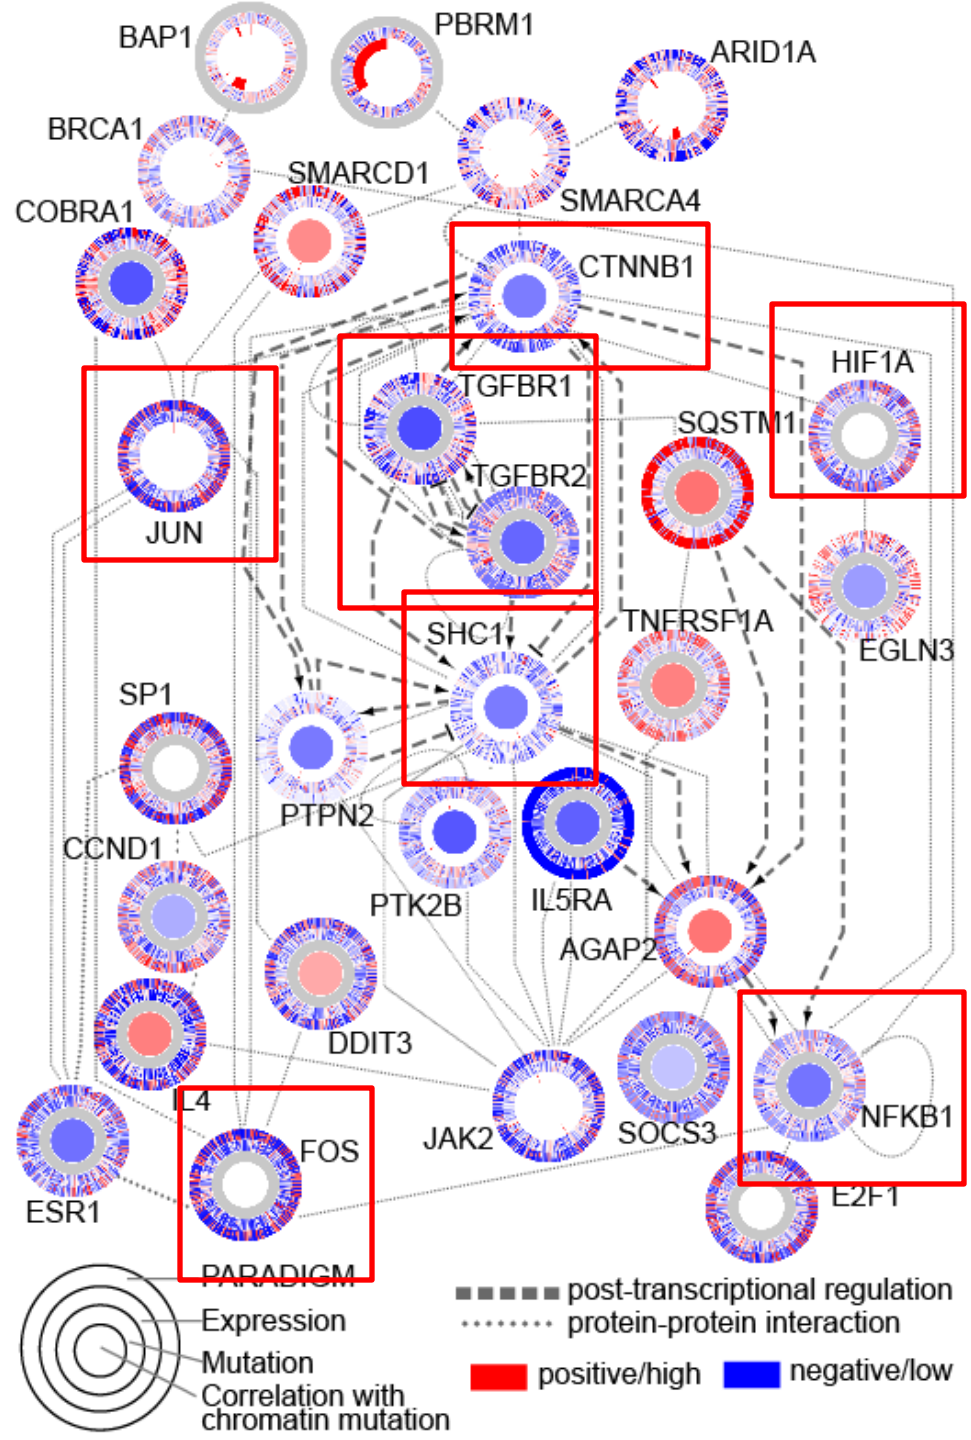 BAP1
PBRM1
ARID1A
BRCA1
SMARCD1
SMARCA4
COBRA1
CTNNB1
HIF1A
TGFBR1
SQSTM1
TGFBR2
JUN
SHC1
TNFRSF1A
EGLN3
SP1
PTPN2
CCND1
PTK2B
IL5RA
AGAP2
DDIT3
IL4
JAK2
SOCS3
NFKB1
FOS
ESR1
E2F1
PARADIGM
Expression
Mutation
Correlation with
chromatin mutation
post-transcriptional regulation
protein-protein interaction
positive/high
negative/low